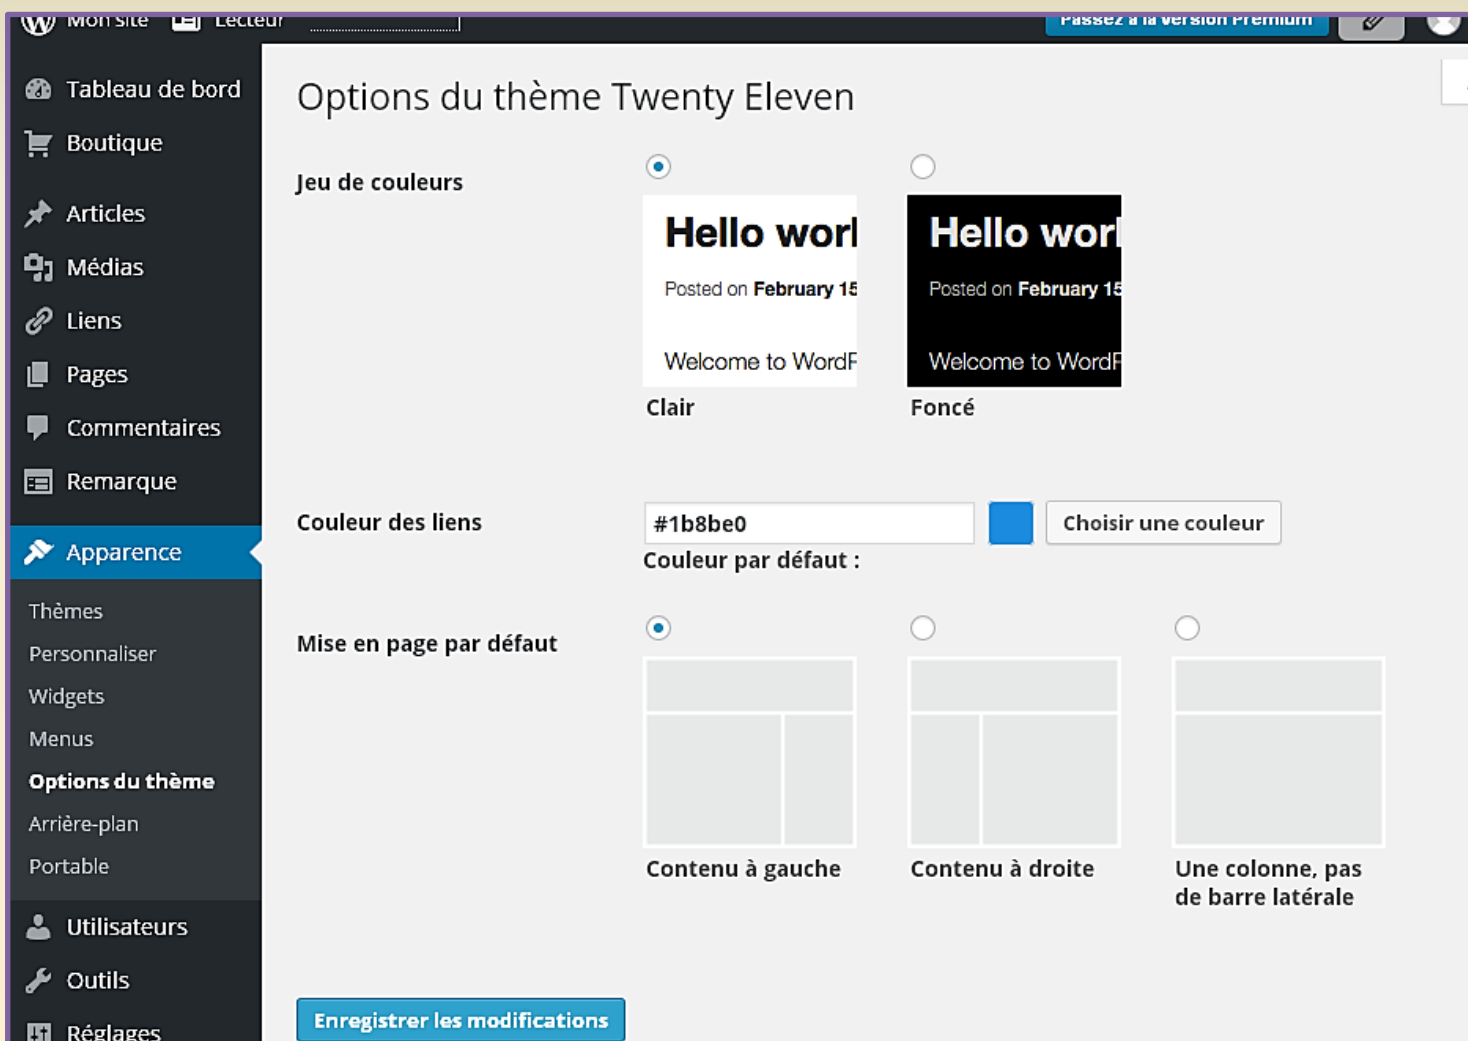 Mon site Lecteur Passez à la version Premium
Tableau de bord
Boutique
Articles
Médias
Liens
Pages
Commentaires
Remarque
Apparence
Thèmes
Personnaliser
Widgets
Menus
Options du thème
Arrière-plan
Portable
Utilisateurs
Outils
Réglages
Options du thème Twenty Eleven
Jeu de couleurs
Hello worl
Posted on February 15
Welcome to WordP
Clair
Hello worl
Posted on February 15
Welcome to WordP
Foncé
Couleur des liens
#1b8be0
Choisir une couleur
Couleur par défaut :
Mise en page par défaut
Contenu à gauche
Contenu à droite
Une colonne, pas
de barre latérale
Enregistrer les modifications